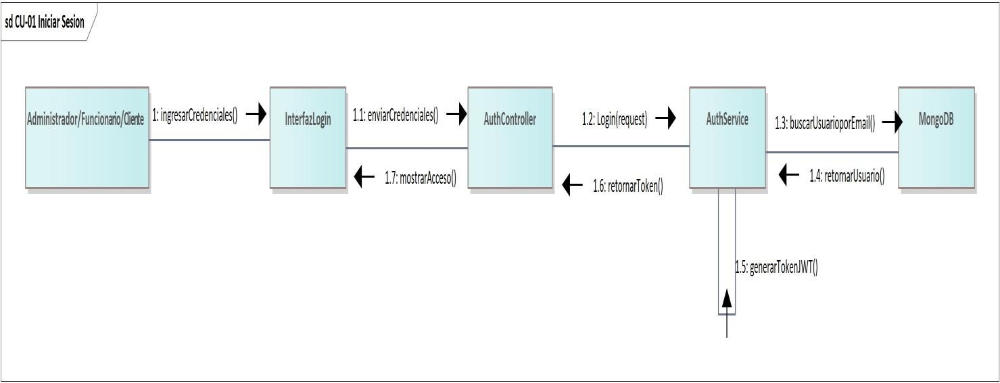 sd CU-01 Iniciar Sesion
Administrador/Funcionario/Cliente
1: ingresarCredenciales()
InterfazLogin
1.1: enviarCredenciales()
AuthController
1.2: Login(request)
AuthService
1.3: buscarUsuarioporEmail()
MongoDB
1.7: mostrarAcceso()
1.6: retornarToken()
1.4: retornarUsuario()
1.5: generarTokenJWT()